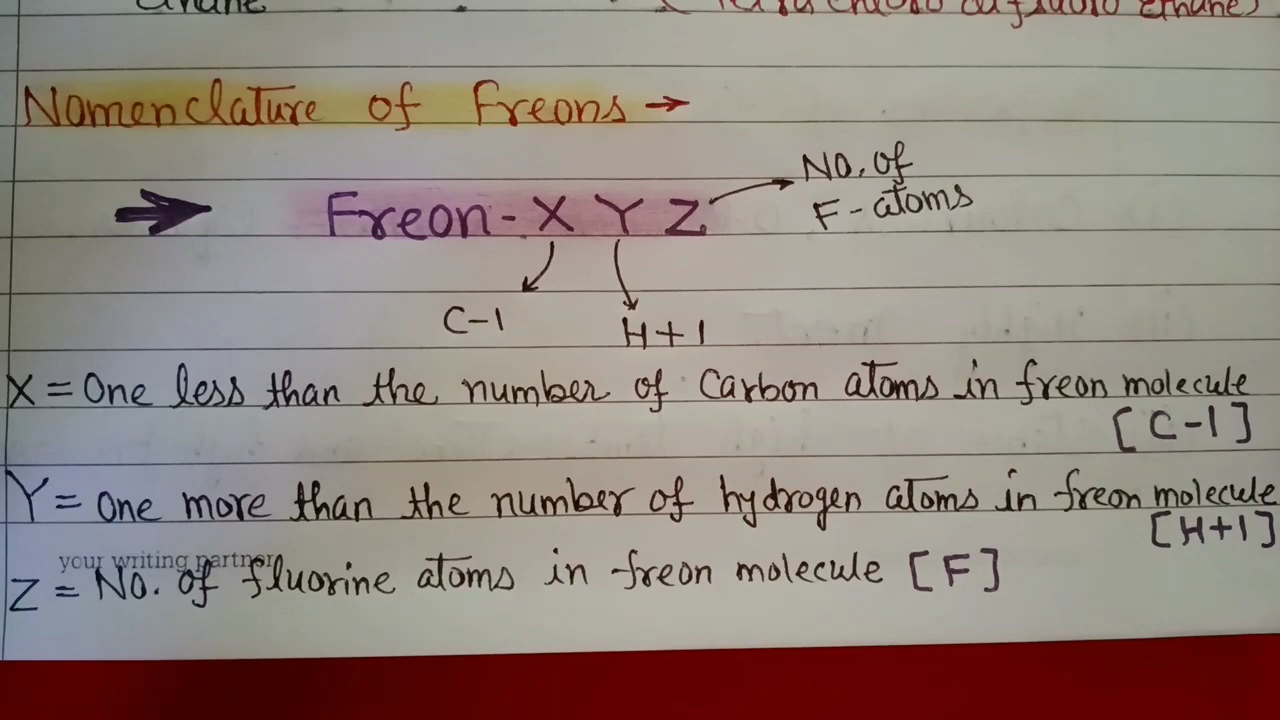 Nomenclature of Freons →
No. of
Freon - X Y Z
F-atoms
C-1
H+1
X = One less than the number of Carbon atoms in freon molecule
[C-1]
Y = One more than the number of hydrogen atoms in freon molecule
[H+1]
your writing partner
Z = No. of fluorine atoms in freon molecule [F]